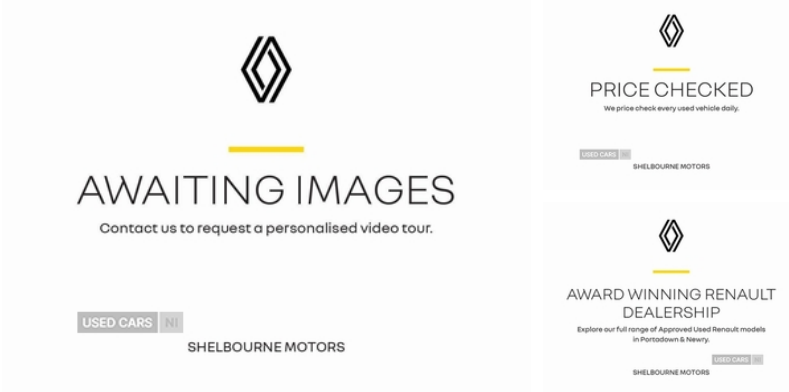 AWAITING IMAGES
Contact us to request a personalised video tour.
USED CARS NI
SHELBOURNE MOTORS
PRICE CHECKED
We price check every used vehicle daily.
USED CARS NI
SHELBOURNE MOTORS
AWARD WINNING RENAULT
DEALERSHIP
Explore our full range of Approved Used Renault models
in Portadown & Newry.
USED CARS NI
SHELBOURNE MOTORS